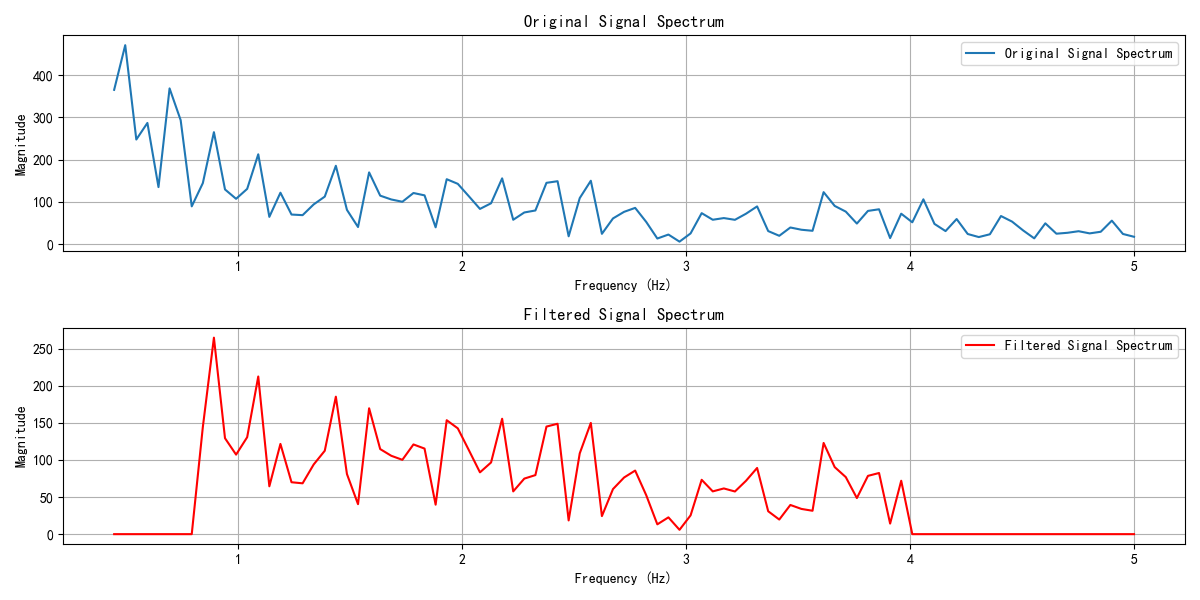 Original Signal Spectrum
Original Signal Spectrum
400
300
200
100
0
Magnitude
1 2 3 4 5
Frequency (Hz)
Filtered Signal Spectrum
Filtered Signal Spectrum
250
200
150
100
50
0
Magnitude
1 2 3 4 5
Frequency (Hz)